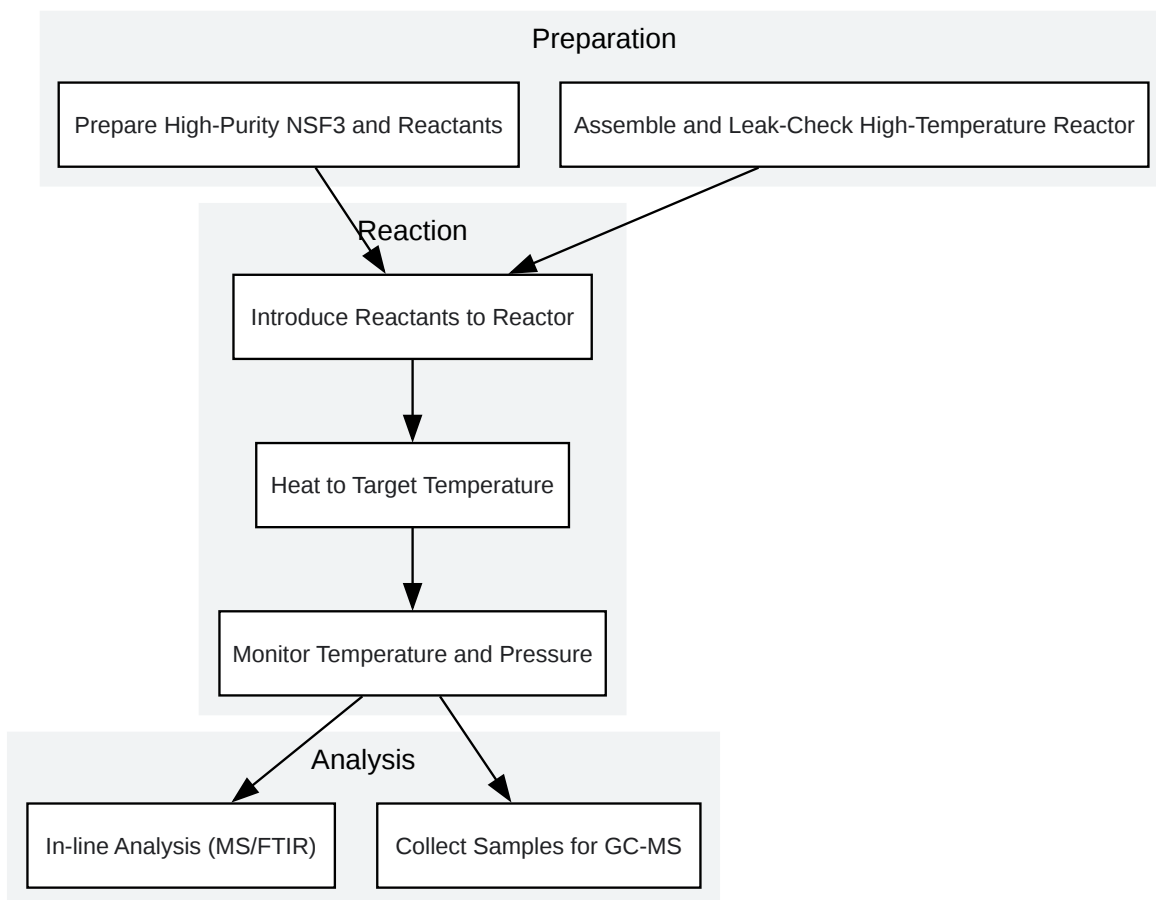 Preparation
Prepare High-Purity NSF3 and Reactants
Assemble and Leak-Check High-Temperature Reactor
Reaction
Introduce Reactants to Reactor
Heat to Target Temperature
Monitor Temperature and Pressure
Analysis
In-line Analysis (MS/FTIR)
Collect Samples for GC-MS